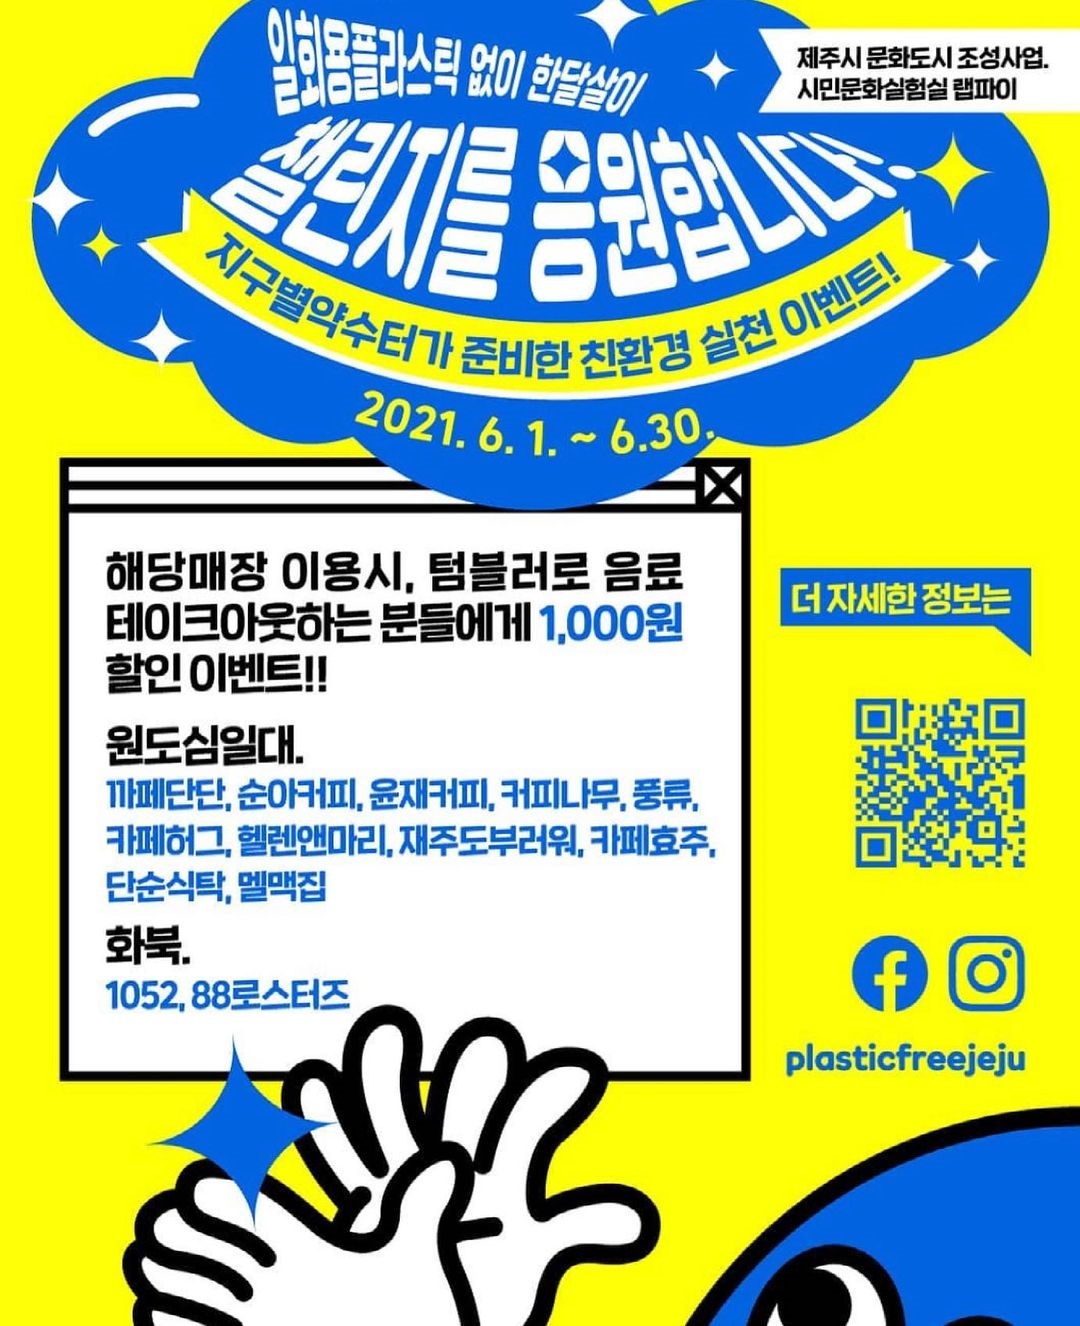 일회용플라스틱 없이 한달살이
제주시 문화도시 조성사업.
시민문화실험실 랩파이
챌린지를 응원합니다!
지구별약수터가 준비한 친환경 실천 이벤트!
2021. 6. 1. ~ 6.30.
해당매장 이용시, 텀블러로 음료
테이크아웃하는 분들에게 1,000원
할인 이벤트!!
원도심일대.
까페단단, 순아커피, 윤재커피, 커피나무, 풍류,
카페허그, 헬렌앤마리, 재주도부러워, 카페효주,
단순식탁, 멜맥집
화북.
1052, 88로스터즈
더 자세한 정보는
plasticfreejeju